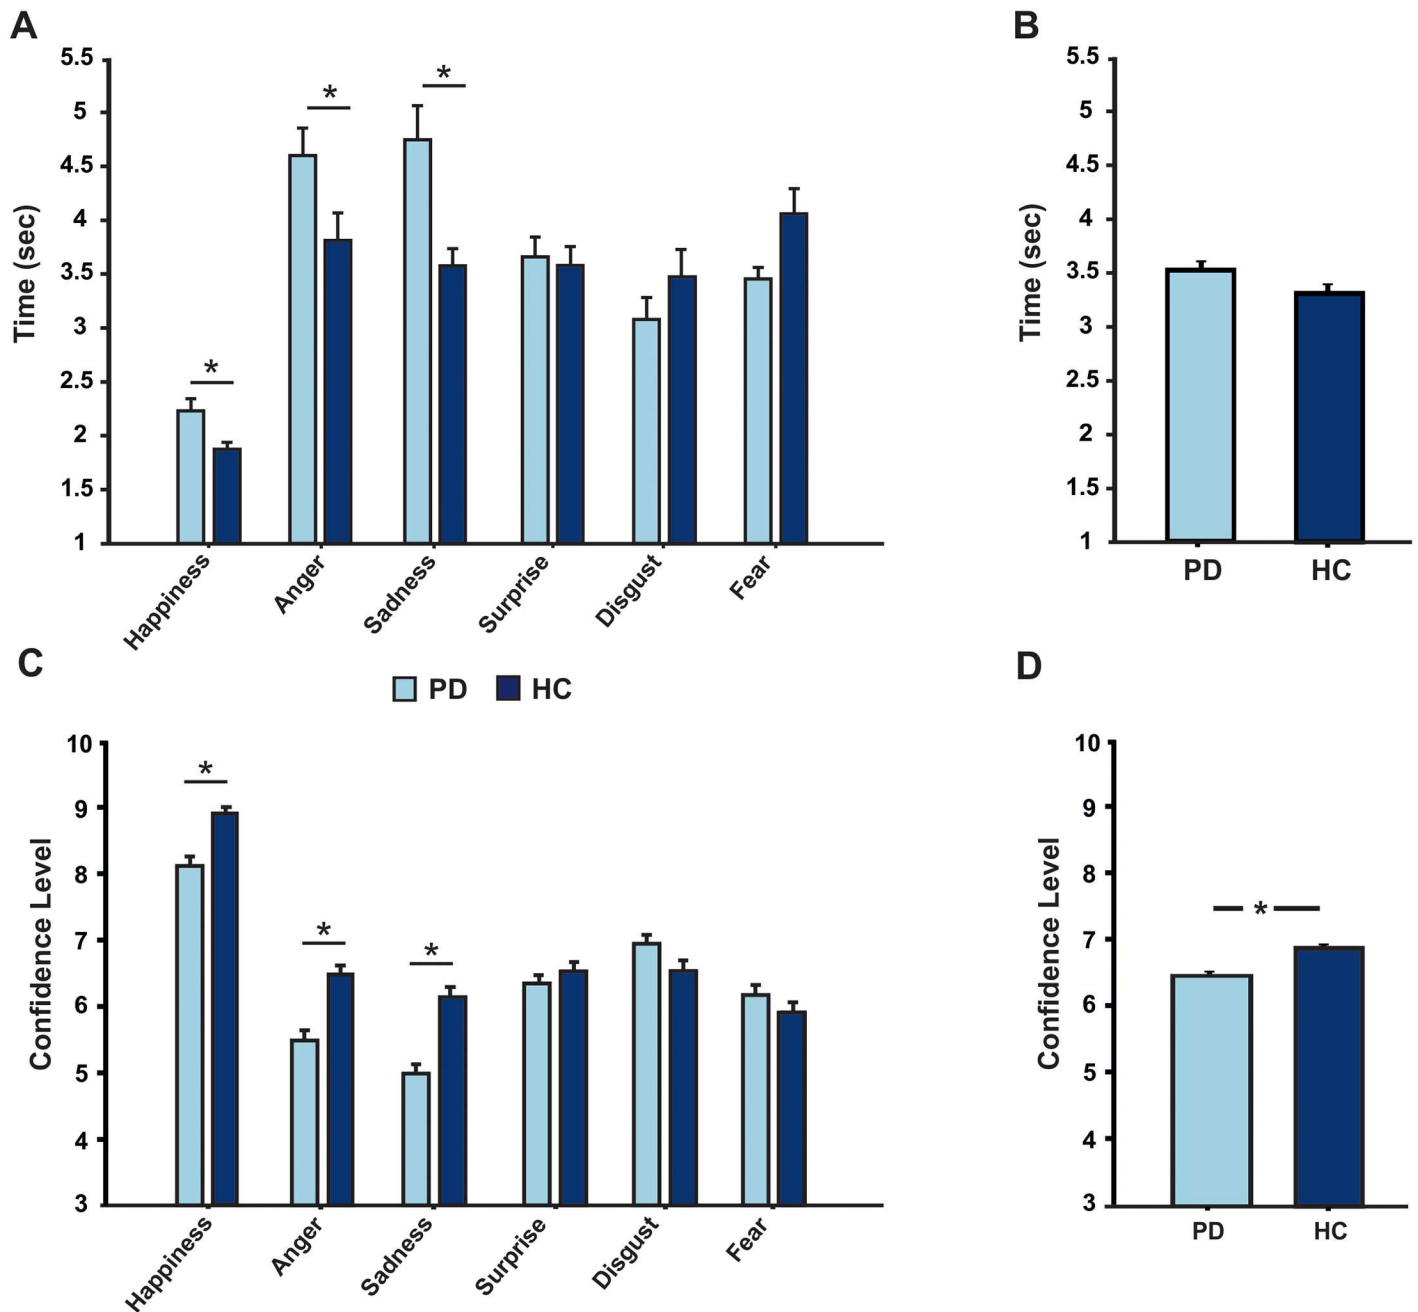 A
5.5
5
4.5
4
3.5
3
2.5
2
1.5
1
Time (sec)
*
*
*
Happiness
Anger
Sadness
Surprise
Disgust
Fear
B
5.5
5
4.5
4
3.5
3
2.5
2
1.5
1
Time (sec)
PD
HC
PD HC
C
10
9
8
7
6
5
4
3
Confidence Level
*
*
*
Happiness
Anger
Sadness
Surprise
Disgust
Fear
D
10
9
8
7
6
5
4
3
Confidence Level
*
PD
HC